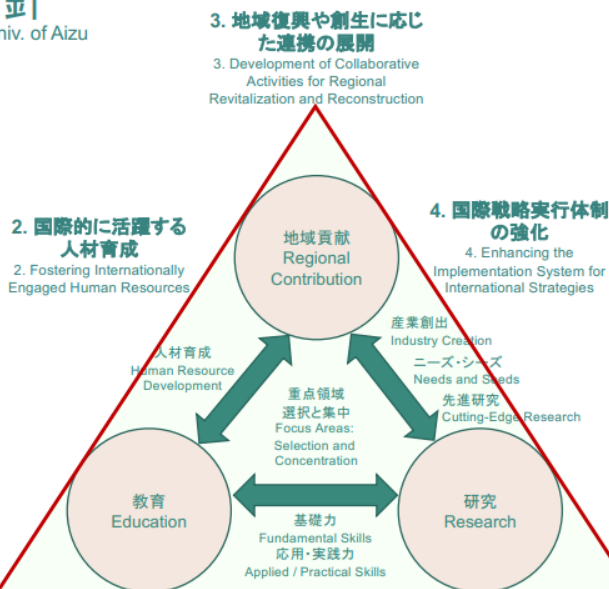 針
niv. of Aizu
3. 地域復興や創生に応じ
た連携の展開
3. Development of Collaborative
Activities for Regional
Revitalization and Reconstruction
2. 国際的に活躍する
人材育成
2. Fostering Internationally
Engaged Human Resources
4. 国際戦略実行体制
の強化
4. Enhancing the
Implementation System for
International Strategies
地域貢献
Regional
Contribution
人材育成
Human Resource
Development
産業創出
Industry Creation
ニーズ・シーズ
Needs and Seeds
先進研究
Cutting-Edge Research
重点領域
選択と集中
Focus Areas:
Selection and
Concentration
教育
Education
研究
Research
基礎力
Fundamental Skills
応用・実践力
Applied / Practical Skills